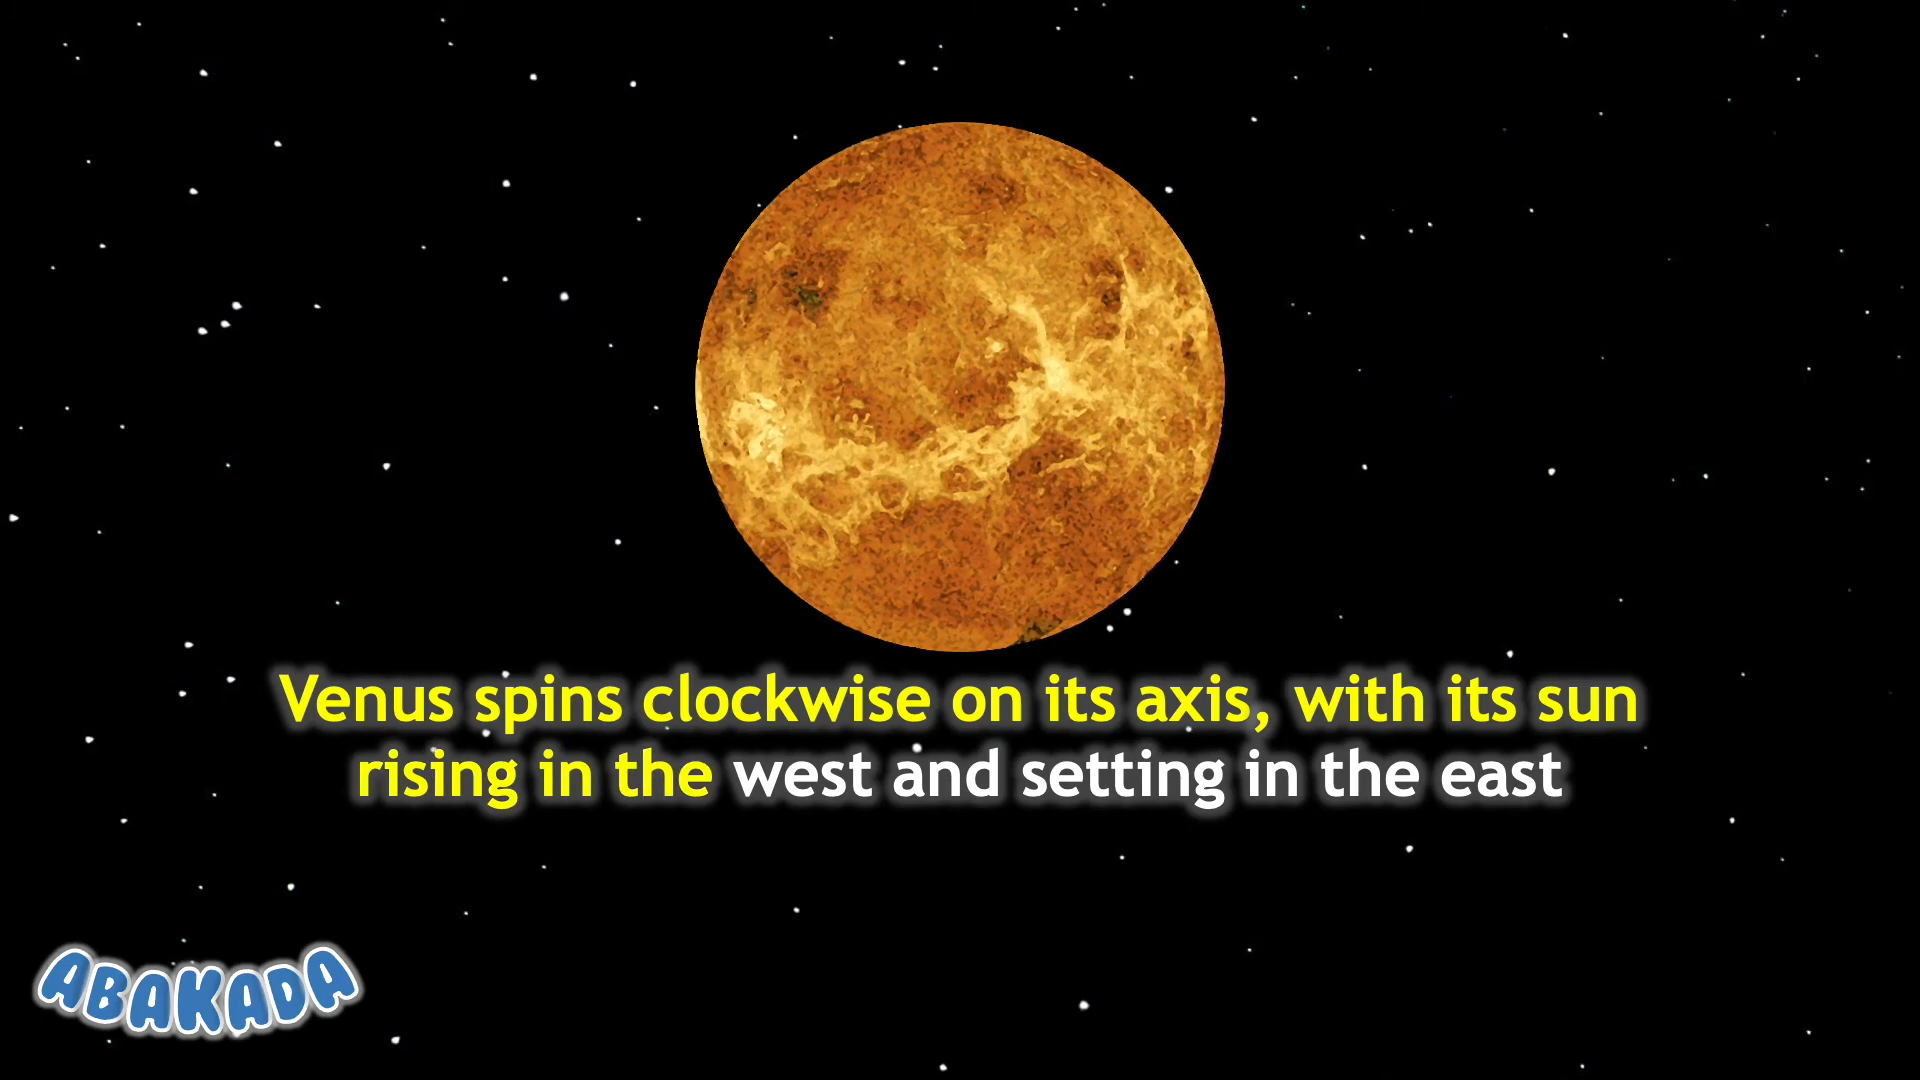 Venus spins clockwise on its axis, with its sun
rising in the west and setting in the east
ABAKADA